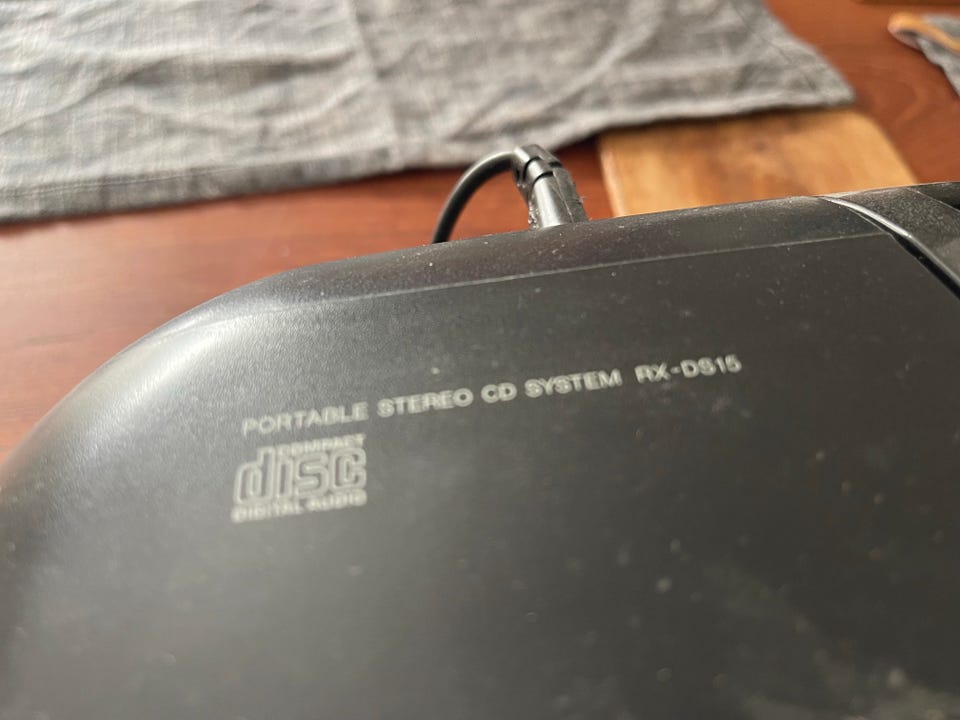 PORTABLE STEREO CD SYSTEM RX-DS15
COMPACT
disc
DIGITAL AUDIO